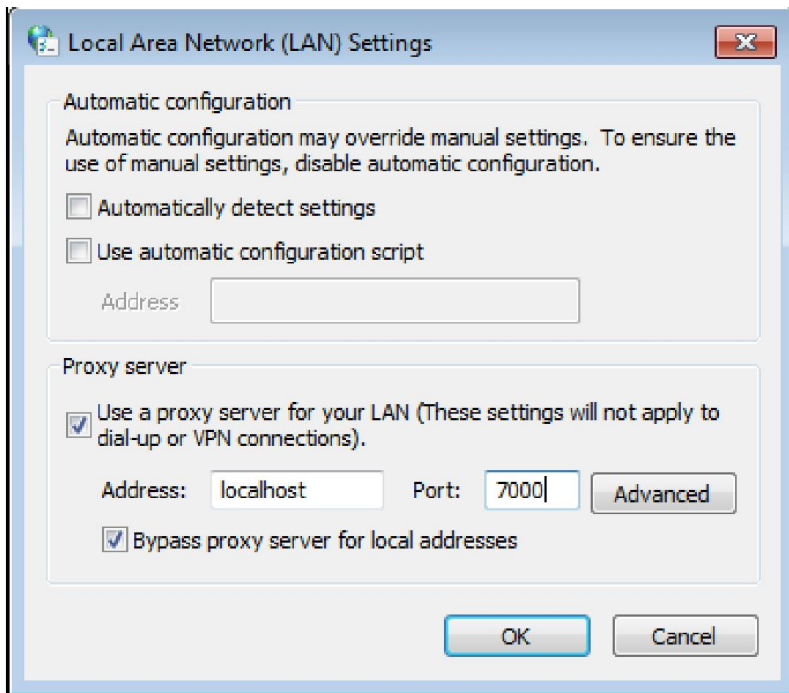 Local Area Network (LAN) Settings
Automatic configuration
Automatic configuration may override manual settings. To ensure the
use of manual settings, disable automatic configuration.
Automatically detect settings
Use automatic configuration script
Address
Proxy server
Use a proxy server for your LAN (These settings will not apply to
dial-up or VPN connections).
Address: localhost Port: 7000 Advanced
Bypass proxy server for local addresses
OK Cancel